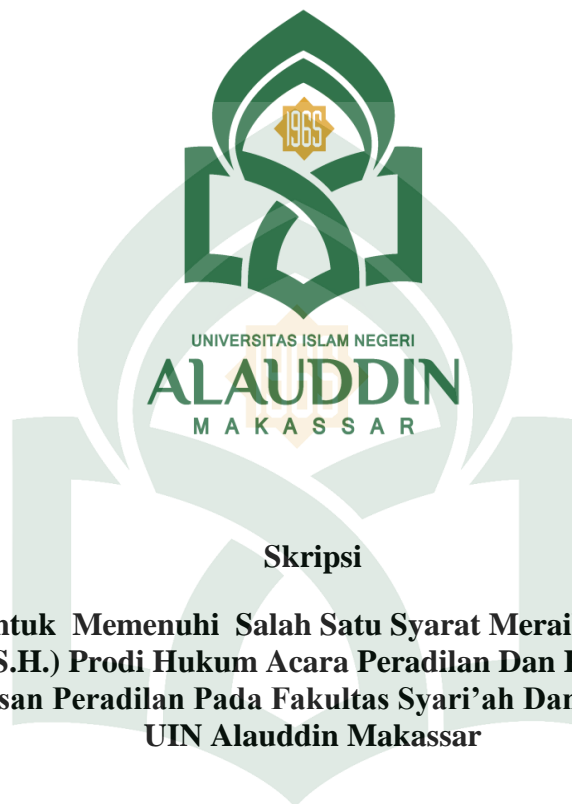 1965
UNIVERSITAS ISLAM NEGERI
ALAUDDIN
MAKASSAR
Skripsi
ntuk Memenuhi Salah Satu Syarat Merai
S.H.) Prodi Hukum Acara Peradilan Dan
san Peradilan Pada Fakultas Syari’ah Dan
UIN Alauddin Makassar